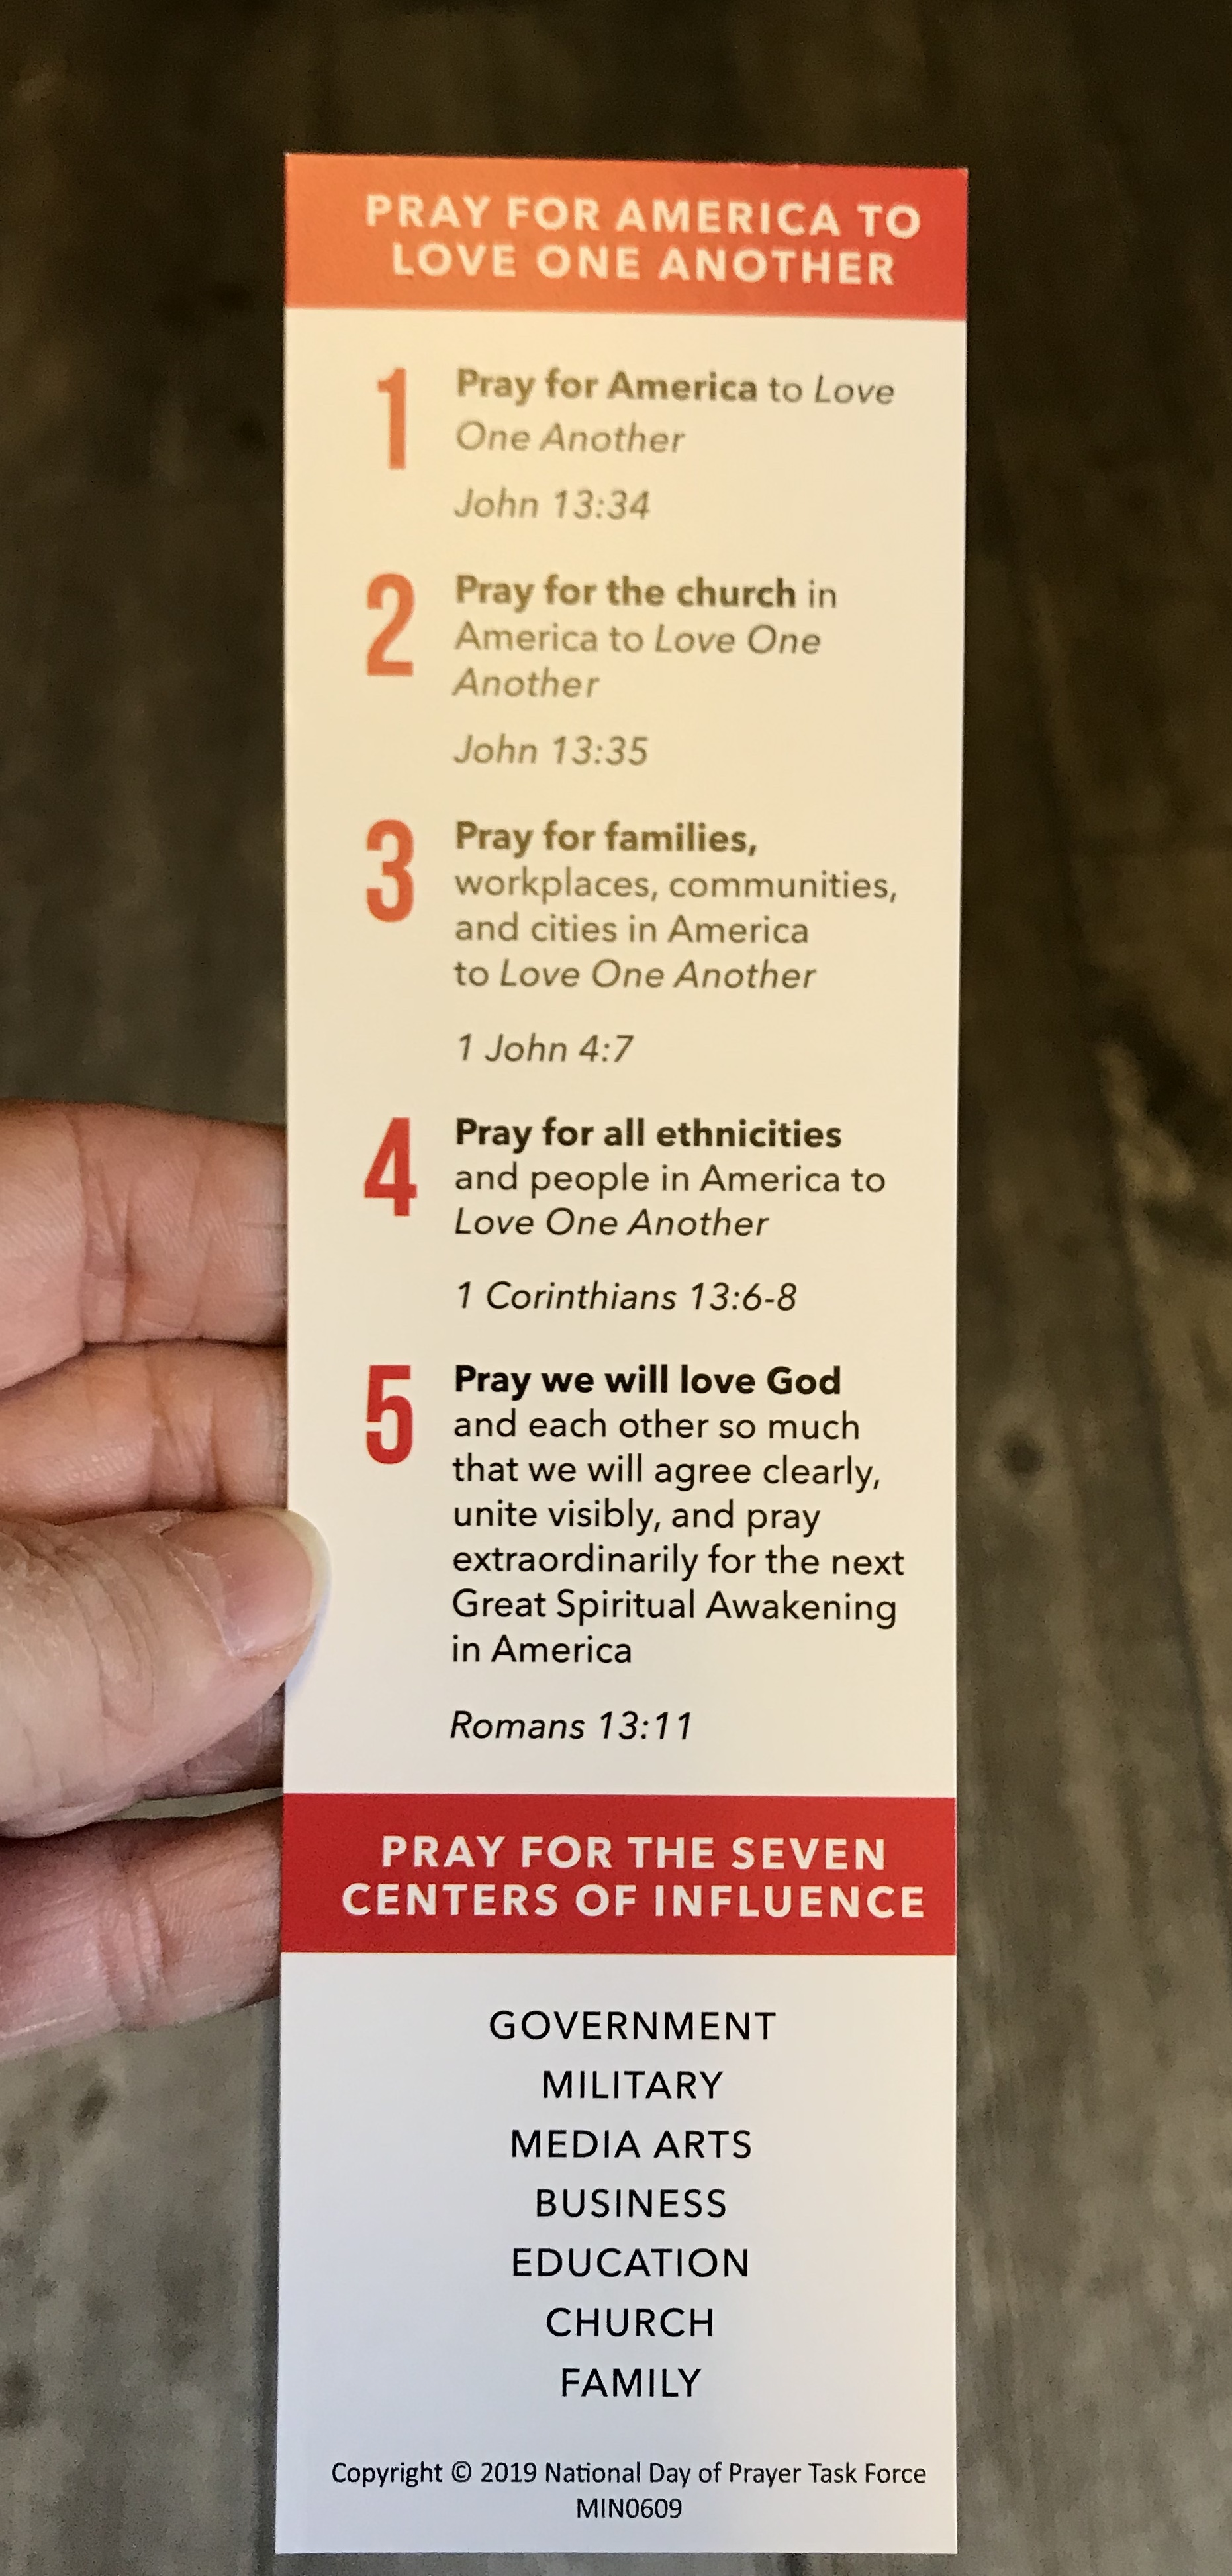 PRAY FOR AMERICA TO
LOVE ONE ANOTHER
1 Pray for America to Love
One Another
John 13:34
2 Pray for the church in
America to Love One
Another
John 13:35
3 Pray for families,
workplaces, communities,
and cities in America
to Love One Another
1 John 4:7
4 Pray for all ethnicities
and people in America to
Love One Another
1 Corinthians 13:6-8
5 Pray we will love God
and each other so much
that we will agree clearly,
unite visibly, and pray
extraordinarily for the next
Great Spiritual Awakening
in America
Romans 13:11
PRAY FOR THE SEVEN
CENTERS OF INFLUENCE
GOVERNMENT
MILITARY
MEDIA ARTS
BUSINESS
EDUCATION
CHURCH
FAMILY
Copyright © 2019 National Day of Prayer Task Force
MIN0609